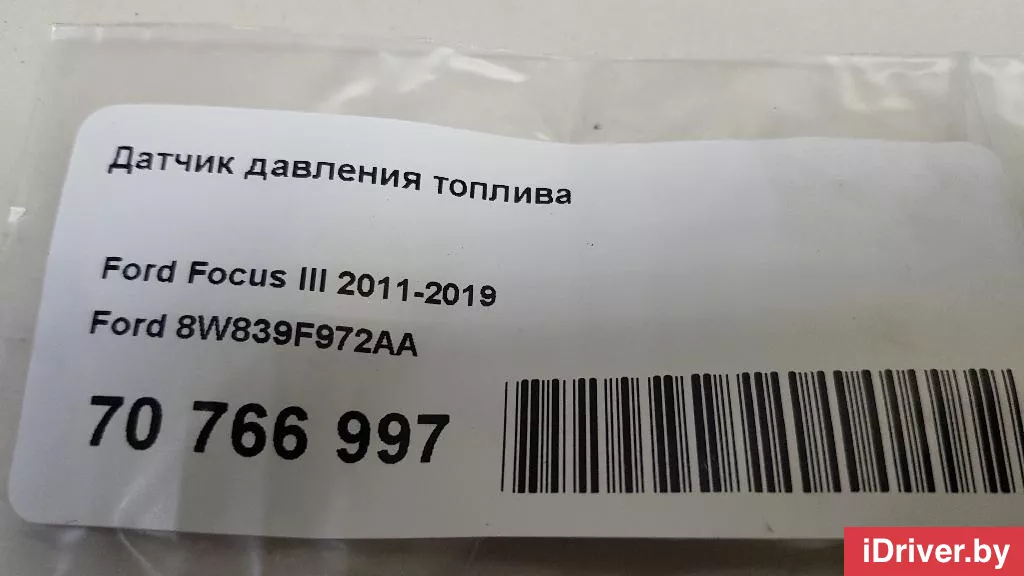 Датчик давления топлива
Ford Focus III 2011-2019
Ford 8W839F972AA
70 766 997
iDriver.by